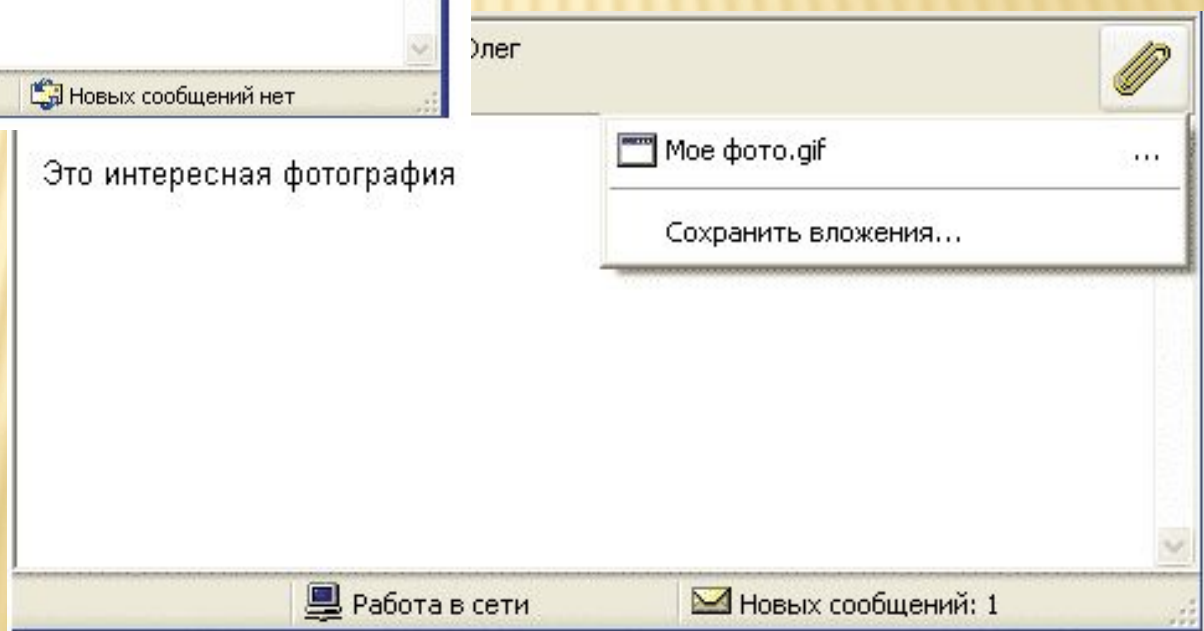 Олег
Новых сообщений нет
Мое фото.gif ...
Это интересная фотография
Сохранить вложения...
Работа в сети
Новых сообщений: 1